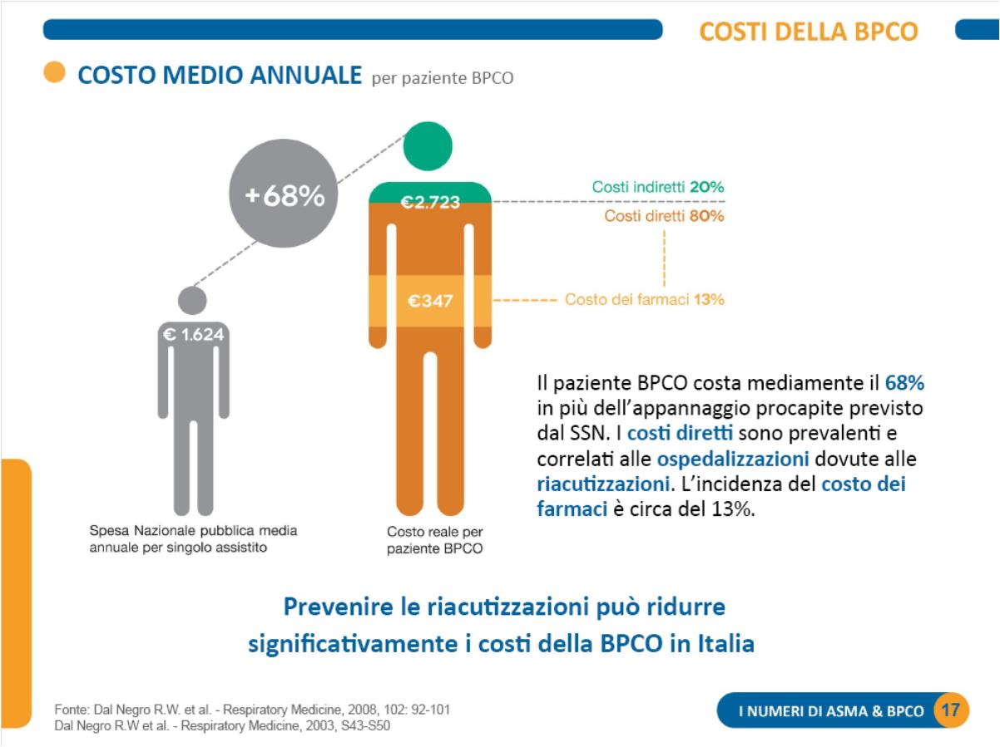 COSTI DELLA BPCO
COSTO MEDIO ANNUALE per paziente BPCO
+68%
€2.723
Costi indiretti 20%
Costi diretti 80%
€347
Costo dei farmaci 13%
€ 1.624
Il paziente BPCO costa mediamente il 68%
in più dell'appannaggio procapite previsto
dal SSN. I costi diretti sono prevalenti e
correlati alle ospedalizzazioni dovute alle
riacutizzazioni. L'incidenza del costo dei
farmaci è circa del 13%.
Spesa Nazionale pubblica media
annuale per singolo assistito
Costo reale per
paziente BPCO
Prevenire le riacutizzazioni può ridurre
significativamente i costi della BPCO in Italia
Fonte: Dal Negro R.W. et al. - Respiratory Medicine, 2008, 102: 92-101
Dal Negro R.W et al. - Respiratory Medicine, 2003, S43-S50
I NUMERI DI ASMA & BPCO 17